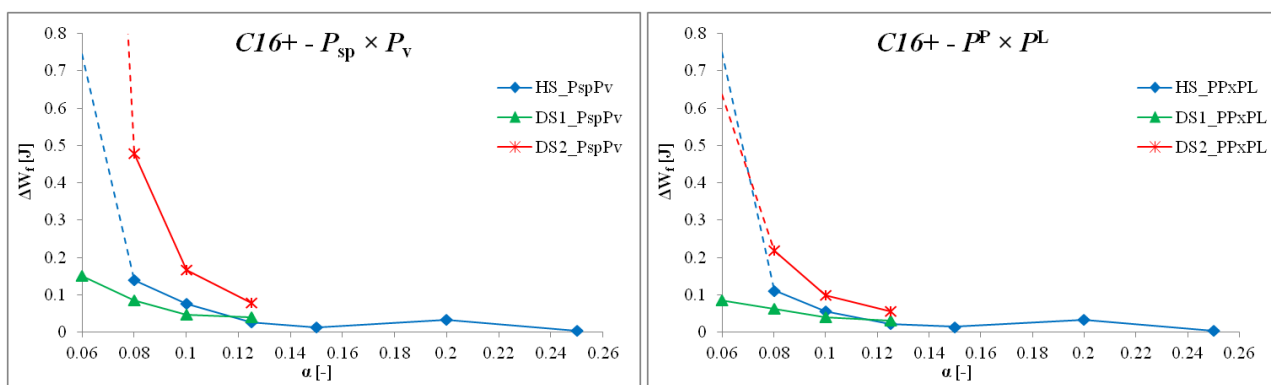 C16+ - Psp × Pv
HS_PspPv
DS1_PspPv
DS2_PspPv
ΔWf [J]
0.8
0.7
0.6
0.5
0.4
0.3
0.2
0.1
0
0.06 0.08 0.1 0.12 0.14 0.16 0.18 0.2 0.22 0.24 0.26
α [-]
C16+ - P^P × P^L
HS_PPxPL
DS1_PPxPL
DS2_PPxPL
ΔWf [J]
0.8
0.7
0.6
0.5
0.4
0.3
0.2
0.1
0
0.06 0.08 0.1 0.12 0.14 0.16 0.18 0.2 0.22 0.24 0.26
α [-]